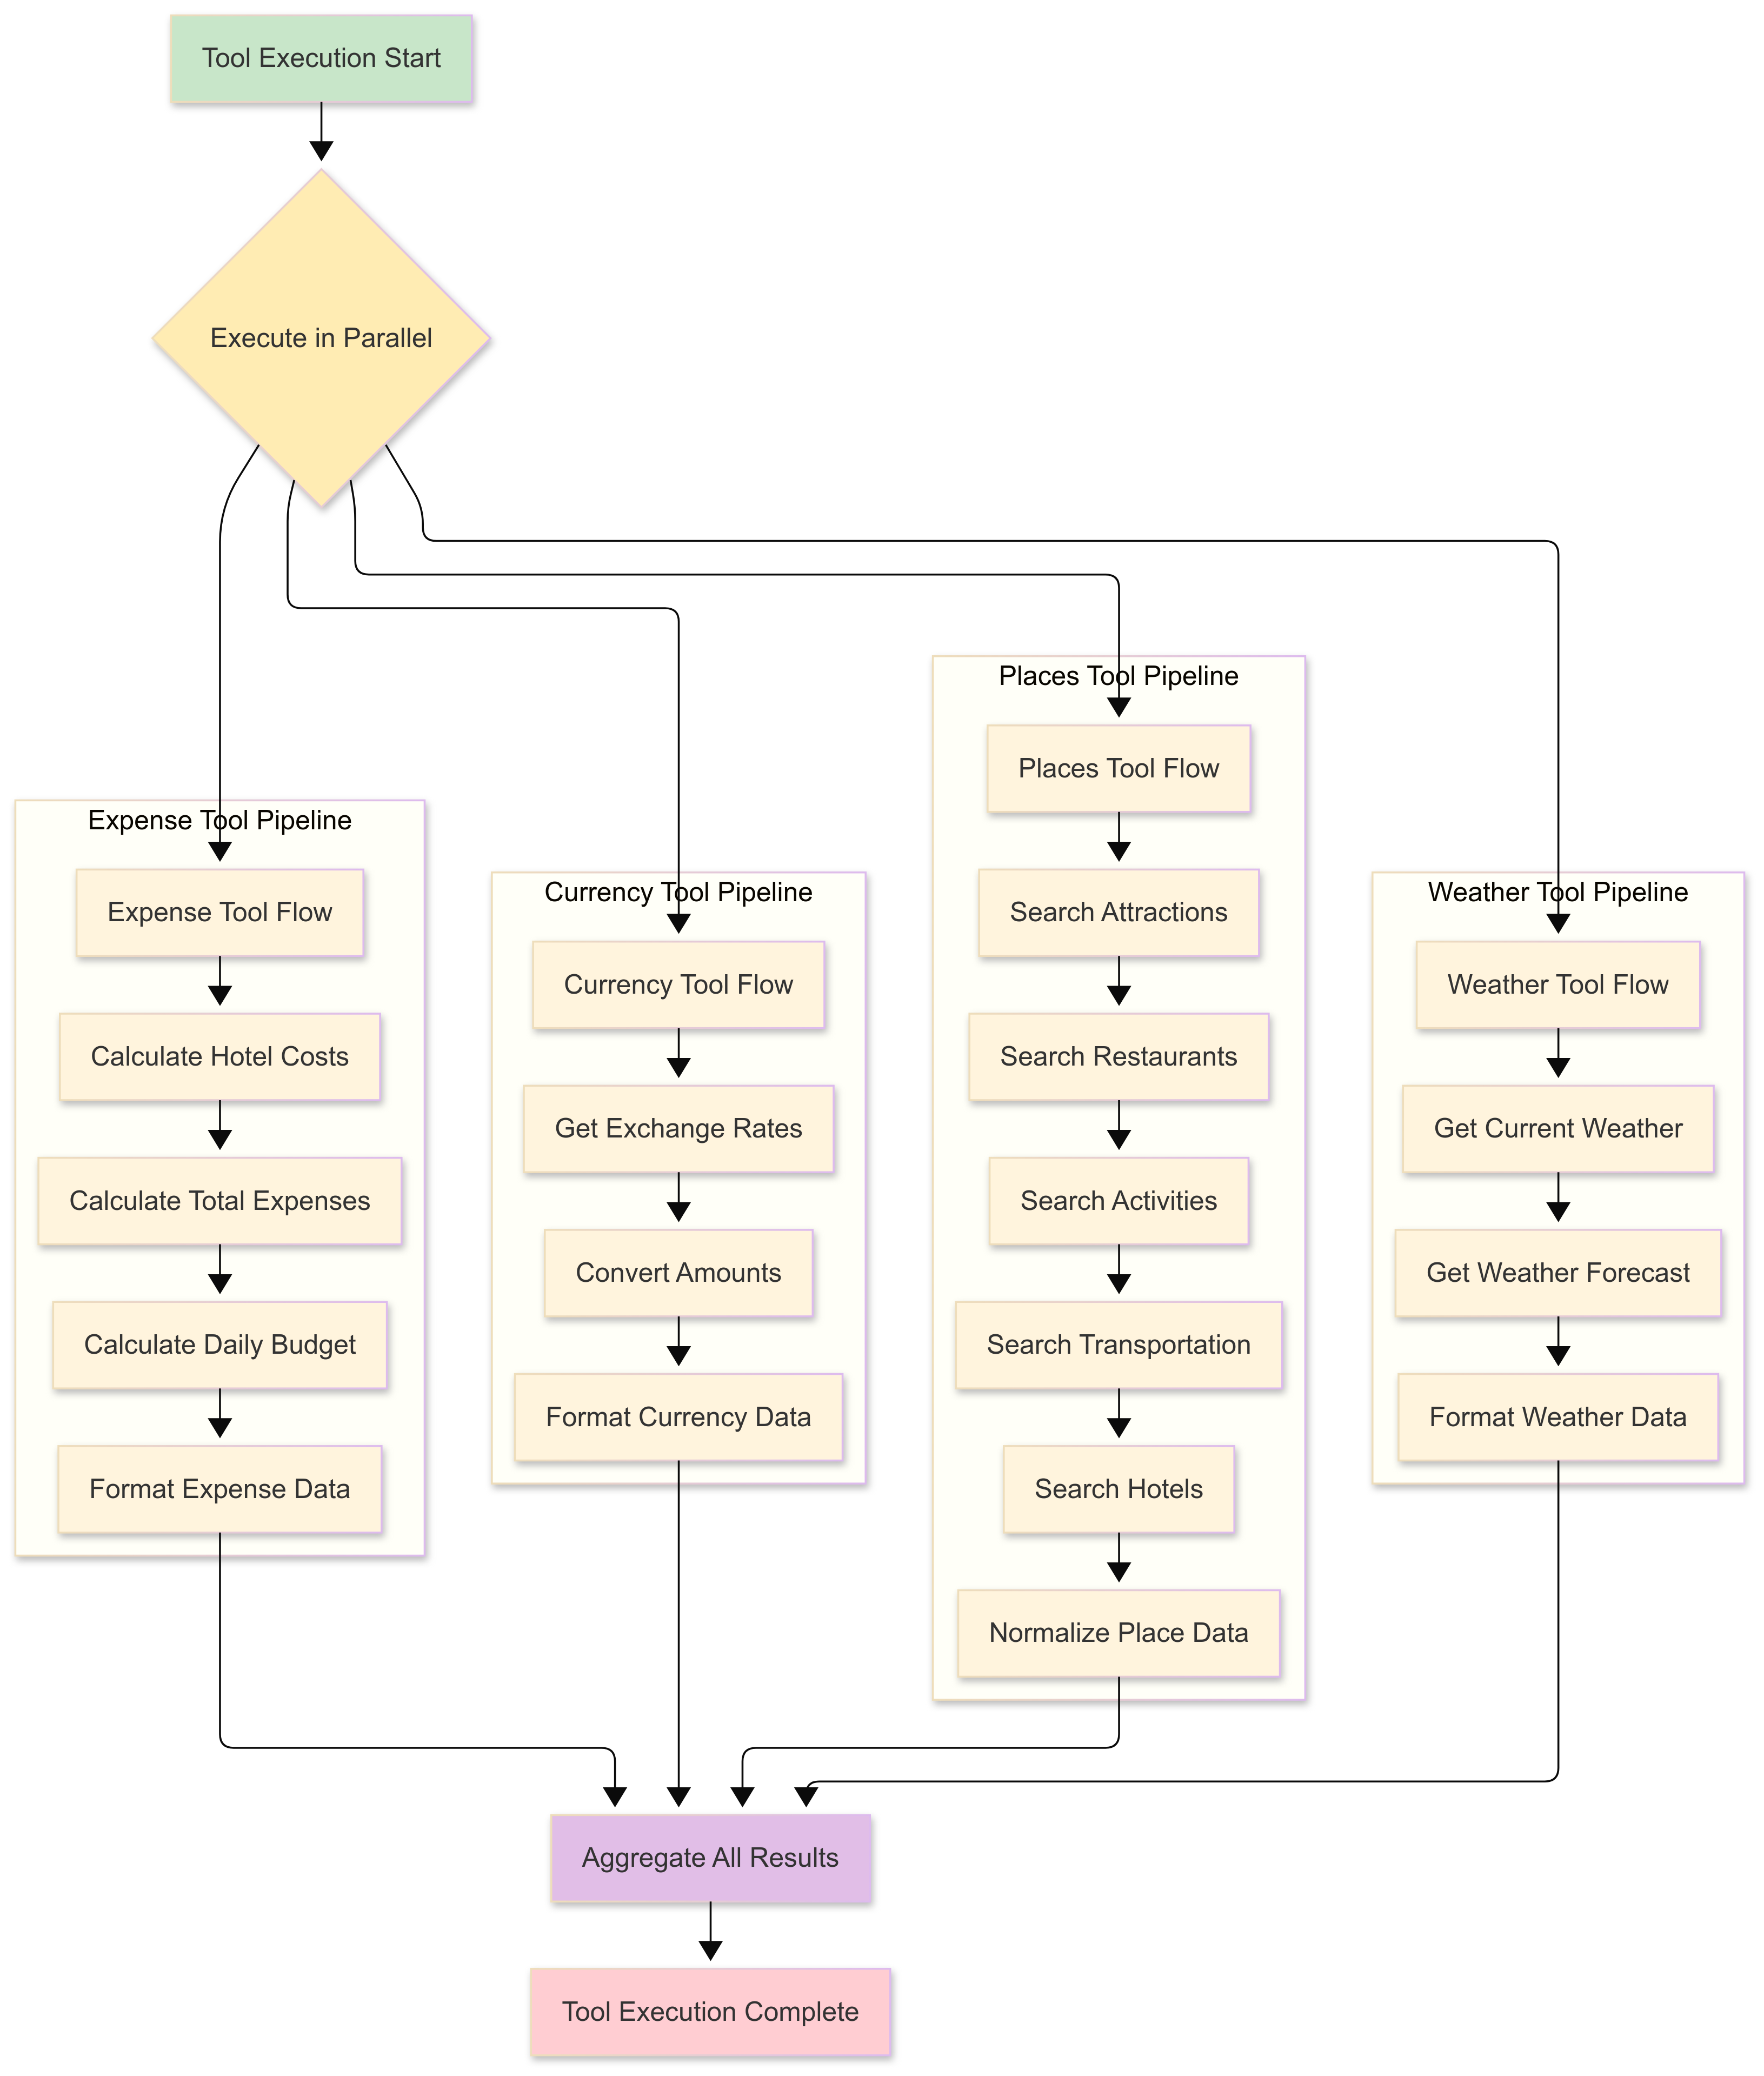 Tool Execution Start
Execute in Parallel
Expense Tool Pipeline
Expense Tool Flow
Calculate Hotel Costs
Calculate Total Expenses
Calculate Daily Budget
Format Expense Data
Currency Tool Pipeline
Currency Tool Flow
Get Exchange Rates
Convert Amounts
Format Currency Data
Places Tool Pipeline
Places Tool Flow
Search Attractions
Search Restaurants
Search Activities
Search Transportation
Search Hotels
Normalize Place Data
Weather Tool Pipeline
Weather Tool Flow
Get Current Weather
Get Weather Forecast
Format Weather Data
Aggregate All Results
Tool Execution Complete